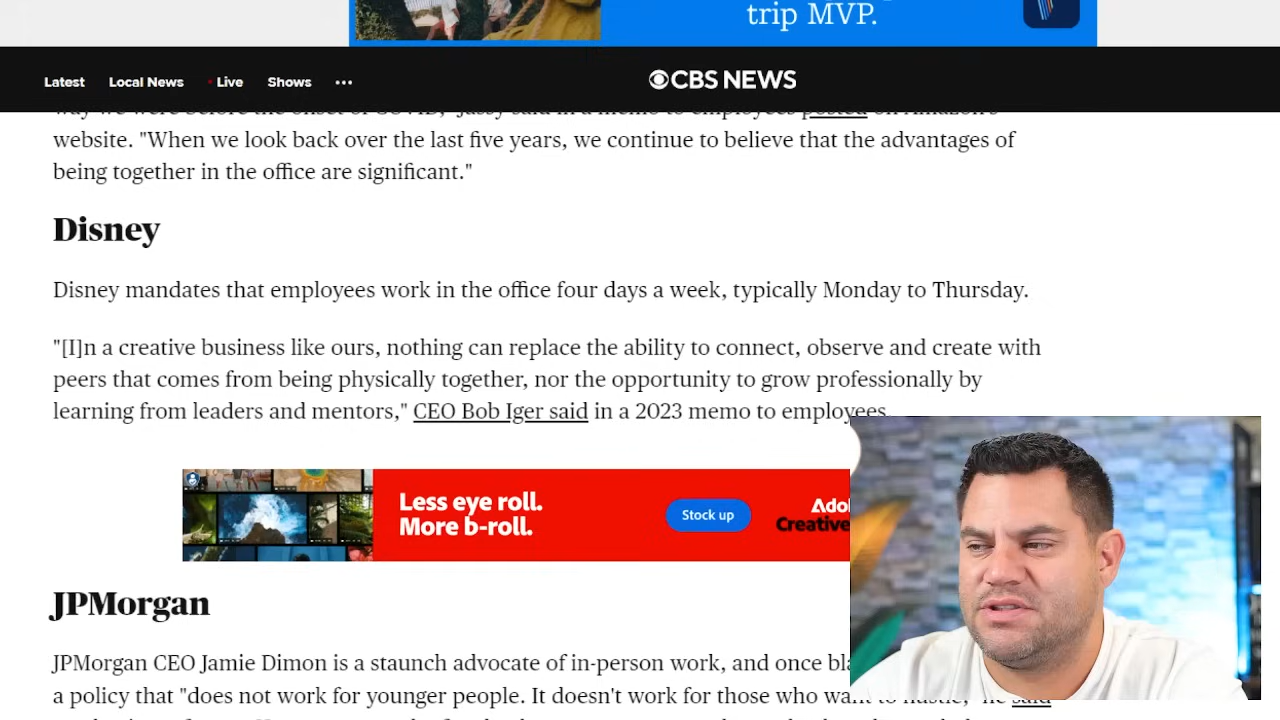 trip MVP.
Latest Local News Live Shows ...
CBS NEWS
way we were before the onset of COVID," Jassy said in a memo to employees posted on Amazon's
website. "When we look back over the last five years, we continue to believe that the advantages of
being together in the office are significant."
Disney
Disney mandates that employees work in the office four days a week, typically Monday to Thursday.
"[I]n a creative business like ours, nothing can replace the ability to connect, observe and create with
peers that comes from being physically together, nor the opportunity to grow professionally by
learning from leaders and mentors," CEO Bob Iger said in a 2023 memo to employees.
Less eye roll.
More b-roll.
Stock up
Ado
Creative
JPMorgan
JPMorgan CEO Jamie Dimon is a staunch advocate of in-person work, and once bla
a policy that "does not work for younger people. It doesn't work for those who want to hustle," he said